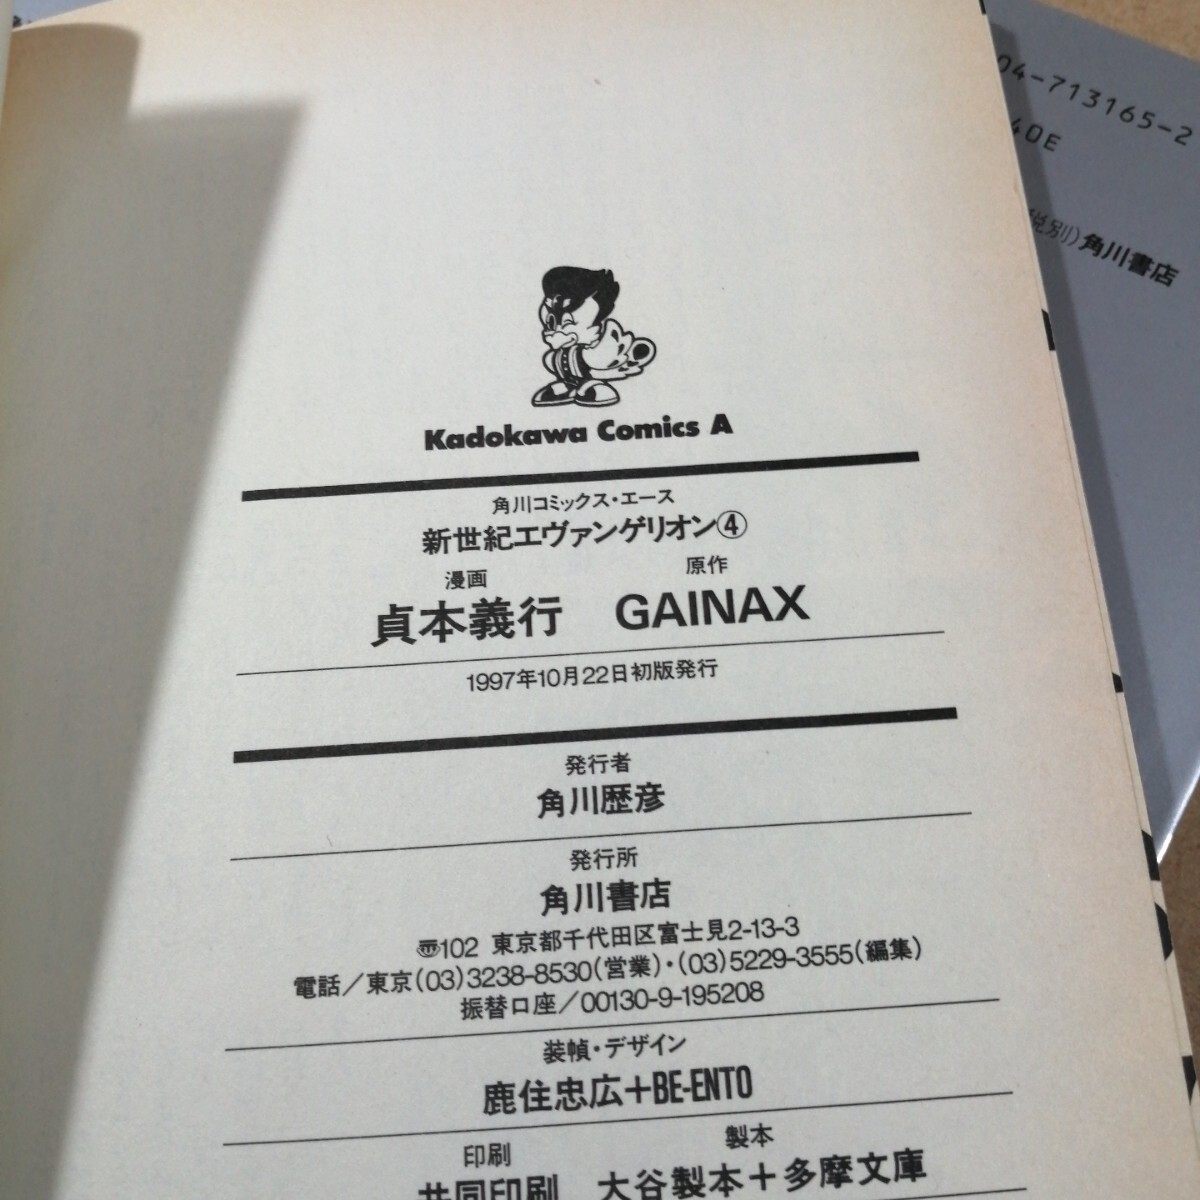 04-713165-2
40E
税別)角川書店
Kadokawa Comics A
角川コミックス・エース
新世紀エヴァンゲリオン④
漫画 原作
貞本義行 GAINAX
1997年10月22日初版発行
発行者
角川歴彦
発行所
角川書店
〠102 東京都千代田区富士見2-13-3
電話/東京(03)3238-8530(営業)・(03)5229-3555(編集)
振替口座/00130-9-195208
装幀・デザイン
鹿住忠広+BE-ENTO
印刷 製本
共同印刷 大谷製本+多摩文庫